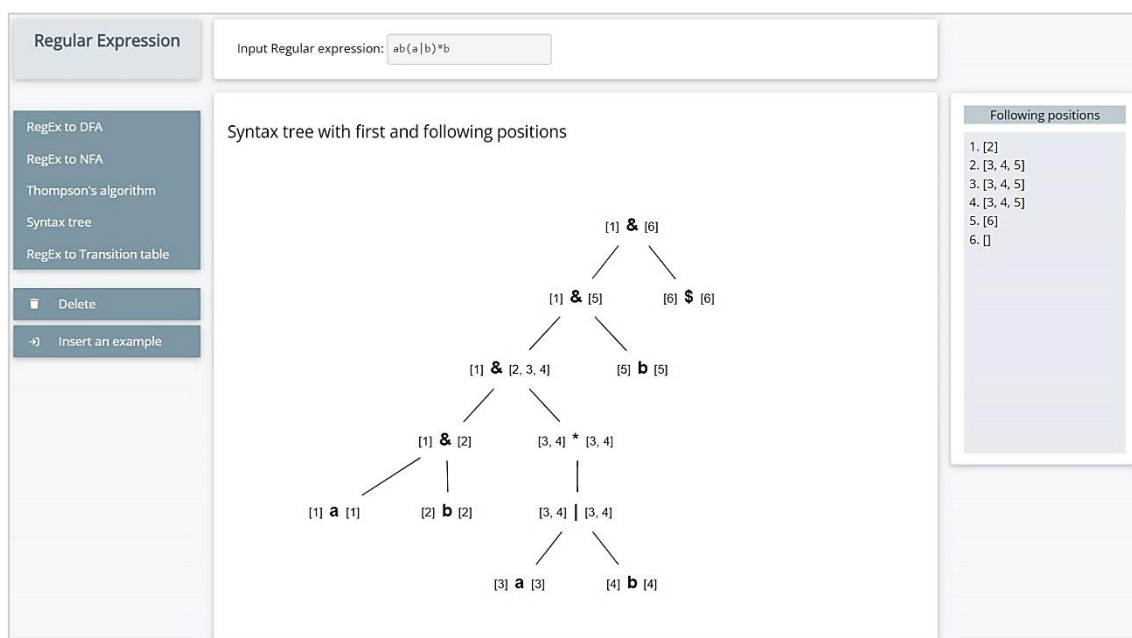 Regular Expression
Input Regular expression: ab(a|b)*b
RegEx to DFA
RegEx to NFA
Thompson's algorithm
Syntax tree
RegEx to Transition table
Delete
Insert an example
Syntax tree with first and following positions
[1] & [6]
[1] & [5] [6] $ [6]
[1] & [2, 3, 4] [5] b [5]
[1] & [2] [3, 4] * [3, 4]
[1] a [1] [2] b [2] [3, 4] | [3, 4]
[3] a [3] [4] b [4]
Following positions
1. [2]
2. [3, 4, 5]
3. [3, 4, 5]
4. [3, 4, 5]
5. [6]
6. []